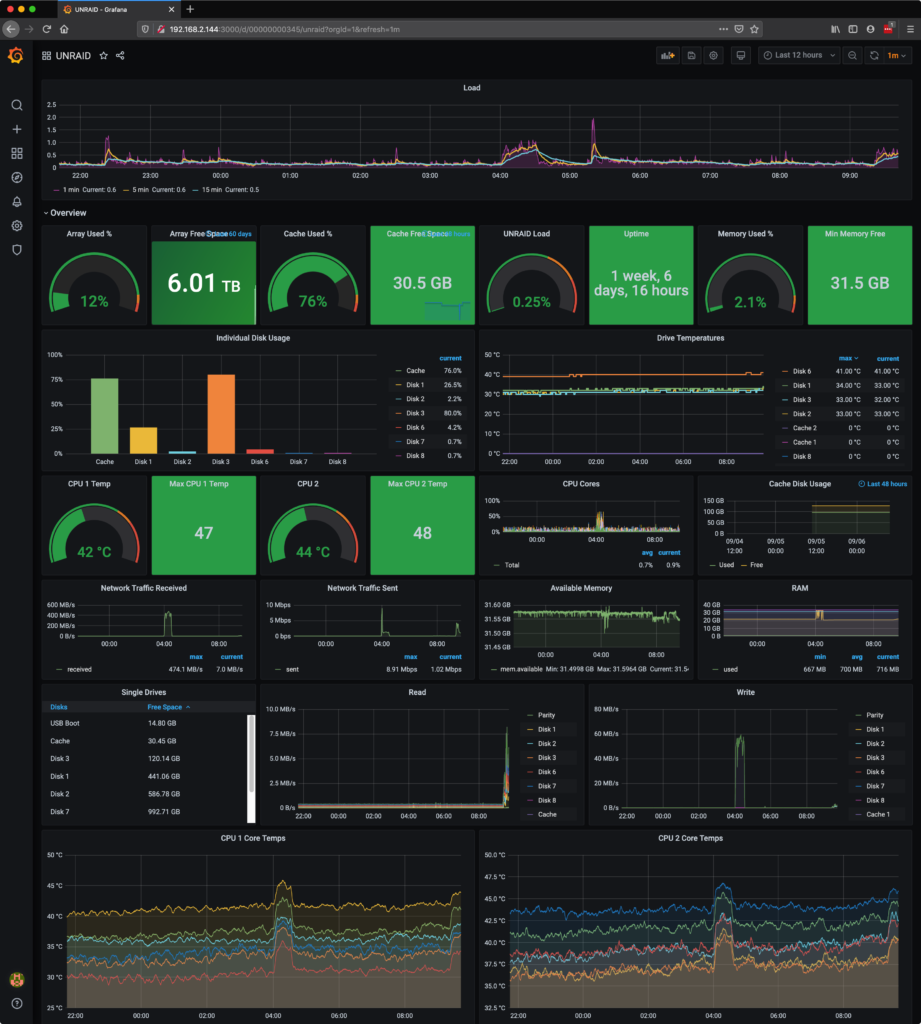 UNRAID - Grafana
192.168.2.144:3000/d/00000000345/unraid?orgId=1&refresh=1m
UNRAID
Last 12 hours
1m
Load
2.5
2.0
1.5
1.0
0.5
0
22:00 23:00 00:00 01:00 02:00 03:00 04:00 05:00 06:00 07:00 08:00 09:00
1 min Current: 0.6 5 min Current: 0.6 15 min Current: 0.5
Overview
Array Used %
12%
Array Free Space
60 days
6.01 TB
Cache Used %
76%
Cache Free Space
hours
30.5 GB
UNRAID Load
0.25%
Uptime
1 week, 6
days, 16 hours
Memory Used %
2.1%
Min Memory Free
31.5 GB
Individual Disk Usage
100%
75%
50%
25%
0%
Cache Disk 1 Disk 2 Disk 3 Disk 6 Disk 7 Disk 8
current
Cache 76.0%
Disk 1 26.5%
Disk 2 2.2%
Disk 3 80.0%
Disk 6 4.2%
Disk 7 0.7%
Disk 8 0.7%
Drive Temperatures
50 °C
40 °C
30 °C
20 °C
10 °C
0 °C
22:00 00:00 02:00 04:00 06:00 08:00
max current
Disk 6 41.00 °C 41.00 °C
Disk 1 34.00 °C 33.00 °C
Disk 3 33.00 °C 32.00 °C
Disk 2 33.00 °C 33.00 °C
Cache 2 0 °C 0 °C
Cache 1 0 °C 0 °C
Disk 8 0 °C 0 °C
CPU 1 Temp
42 °C
Max CPU 1 Temp
47
CPU 2
44 °C
Max CPU 2 Temp
48
CPU Cores
100%
50%
0%
00:00 04:00 08:00
avg current
Total 0.7% 0.9%
Cache Disk Usage
Last 48 hours
150 GB
100 GB
50 GB
0 B
09/04 09/05 09/05 09/06
12:00 00:00 12:00 00:00
Used Free
Network Traffic Received
600 MB/s
400 MB/s
200 MB/s
0 B/s
00:00 04:00 08:00
max current
received 474.1 MB/s 7.0 MB/s
Network Traffic Sent
10 Mbps
5 Mbps
0 bps
00:00 04:00 08:00
max current
sent 8.91 Mbps 1.02 Mbps
Available Memory
31.60 GB
31.55 GB
31.50 GB
31.45 GB
00:00 04:00 08:00
mem.available Min: 31.4998 GB Max: 31.5964 GB Current: 31.5
RAM
40 GB
30 GB
20 GB
10 GB
0 B
00:00 04:00 08:00
min avg current
used 667 MB 700 MB 716 MB
Single Drives
Disks Free Space
USB Boot 14.80 GB
Cache 30.45 GB
Disk 3 120.14 GB
Disk 1 441.06 GB
Disk 2 586.78 GB
Disk 7 992.71 GB
Read
10.0 MB/s
7.5 MB/s
5.0 MB/s
2.5 MB/s
0 B/s
22:00 00:00 02:00 04:00 06:00 08:00
Parity
Disk 1
Disk 2
Disk 3
Disk 6
Disk 7
Disk 8
Cache
Write
80 MB/s
60 MB/s
40 MB/s
20 MB/s
0 B/s
22:00 00:00 02:00 04:00 06:00 08:00
Parity
Disk 1
Disk 2
Disk 3
Disk 6
Disk 7
Disk 8
Cache 1
CPU 1 Core Temps
50 °C
45 °C
40 °C
35 °C
30 °C
25 °C
22:00 00:00 02:00 04:00 06:00 08:00
CPU 2 Core Temps
50.0 °C
47.5 °C
45.0 °C
42.5 °C
40.0 °C
37.5 °C
35.0 °C
32.5 °C
22:00 00:00 02:00 04:00 06:00 08:00